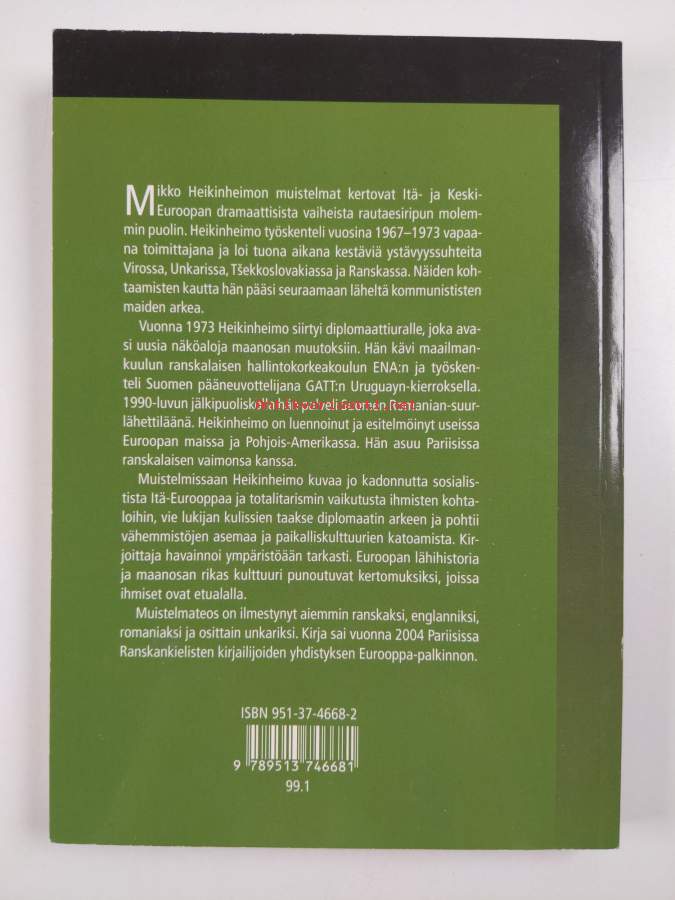 Mikko Heikinheimon muistelmat kertovat Itä- ja Keski-
Euroopan dramaattisista vaiheista rautaesiripun molem-
min puolin. Heikinheimo työskenteli vuosina 1967–1973 vapaa-
na toimittajana ja loi tuona aikana kestäviä ystävyyssuhteita
Virossa, Unkarissa, Tšekkoslovakiassa ja Ranskassa. Näiden koh-
taamisten kautta hän pääsi seuraamaan läheltä kommunististen
maiden arkea.
Vuonna 1973 Heikinheimo siirtyi diplomaattiuralle, joka ava-
si uusia näköaloja maanosan muutoksiin. Hän kävi maailman-
kuulun ranskalaisen hallintokorkeakoulun ENA:n ja työsken-
teli Suomen pääneuvottelijana GATT:n Uruguayn-kierroksella.
1990-luvun jälkipuoliskolla hän palveli Suomen Romanian-suur-
lähettiläänä. Heikinheimo on luennoinut ja esitelmöinyt useissa
Euroopan maissa ja Pohjois-Amerikassa. Hän asuu Pariisissa
ranskalaisen vaimonsa kanssa.
Muistelmissaan Heikinheimo kuvaa jo kadonnutta sosialis-
tista Itä-Eurooppaa ja totalitarismin vaikutusta ihmisten kohta-
loihin, vie lukijan kulissien taakse diplomaatin arkeen ja pohtii
vähemmistöjen asemaa ja paikalliskulttuurien katoamista. Kir-
joittaja havainnoi ympäristöään tarkasti. Euroopan lähihistoria
ja maanosan rikas kulttuuri punoutuvat kertomuksiksi, joissa
ihmiset ovat etualalla.
Muistelmateos on ilmestynyt aiemmin ranskaksi, englanniksi,
romaniaksi ja osittain unkariksi. Kirja sai vuonna 2004 Pariisissa
Ranskankielisten kirjailijoiden yhdistyksen Eurooppa-palkinnon.
ISBN 951-37-4668-2
9 789513 746681
99.1